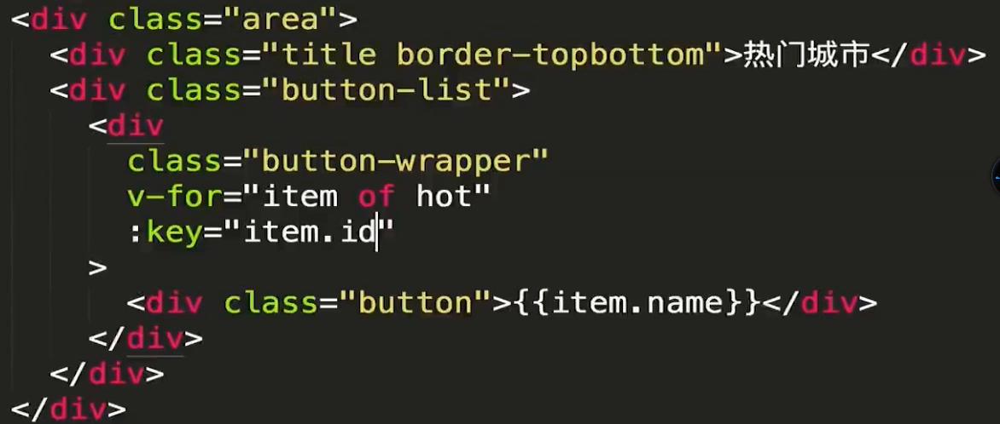 <div class="area">
<div class="title border-topbottom">热门城市</div>
<div class="button-list">
<div
class="button-wrapper"
v-for="item of hot"
:key="item.id"
>
<div class="button">{{item.name}}</div>
</div>
</div>
</div>